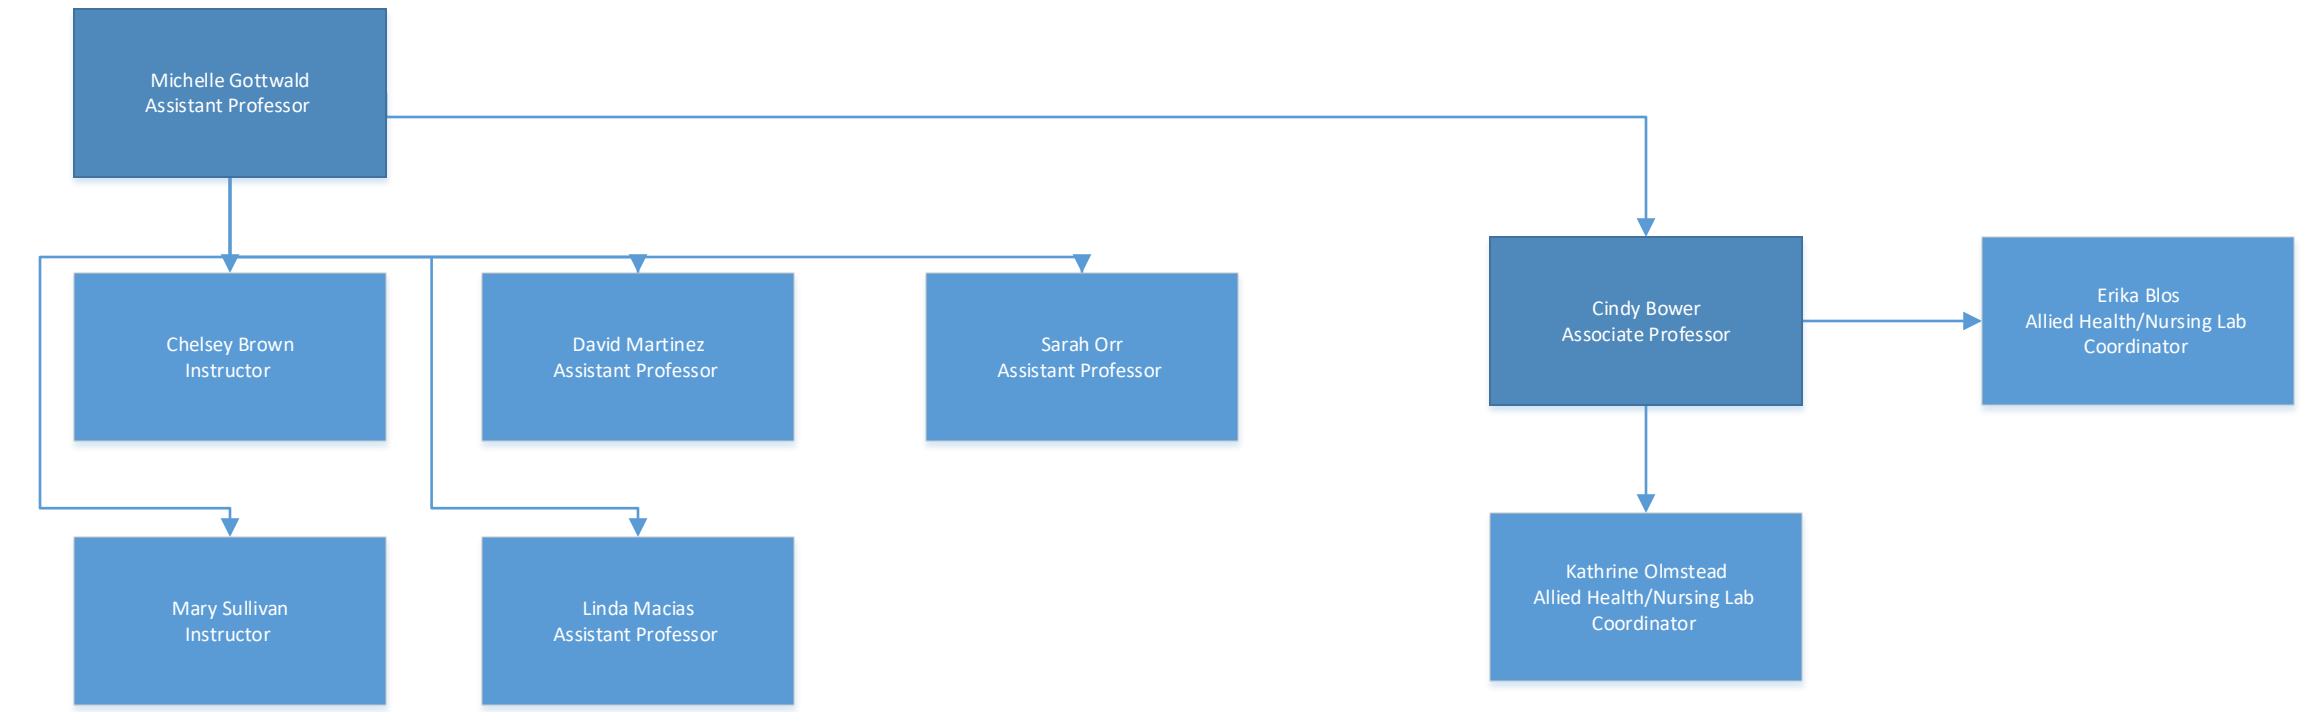 Michelle Gottwald
Assistant Professor
Chelsey Brown
Instructor
David Martinez
Assistant Professor
Sarah Orr
Assistant Professor
Cindy Bower
Associate Professor
Erika Blos
Allied Health/Nursing Lab
Coordinator
Mary Sullivan
Instructor
Linda Macias
Assistant Professor
Kathrine Olmstead
Allied Health/Nursing Lab
Coordinator